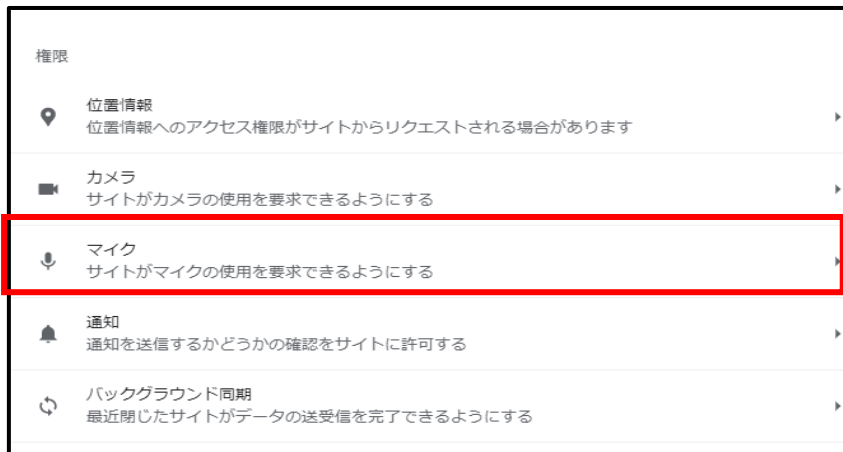 権限
位置情報
位置情報へのアクセス権限がサイトからリクエストされる場合があります
カメラ
サイトがカメラの使用を要求できるようにする
マイク
サイトがマイクの使用を要求できるようにする
通知
通知を送信するかどうかの確認をサイトに許可する
バックグラウンド同期
最近閉じたサイトがデータの送受信を完了できるようにする